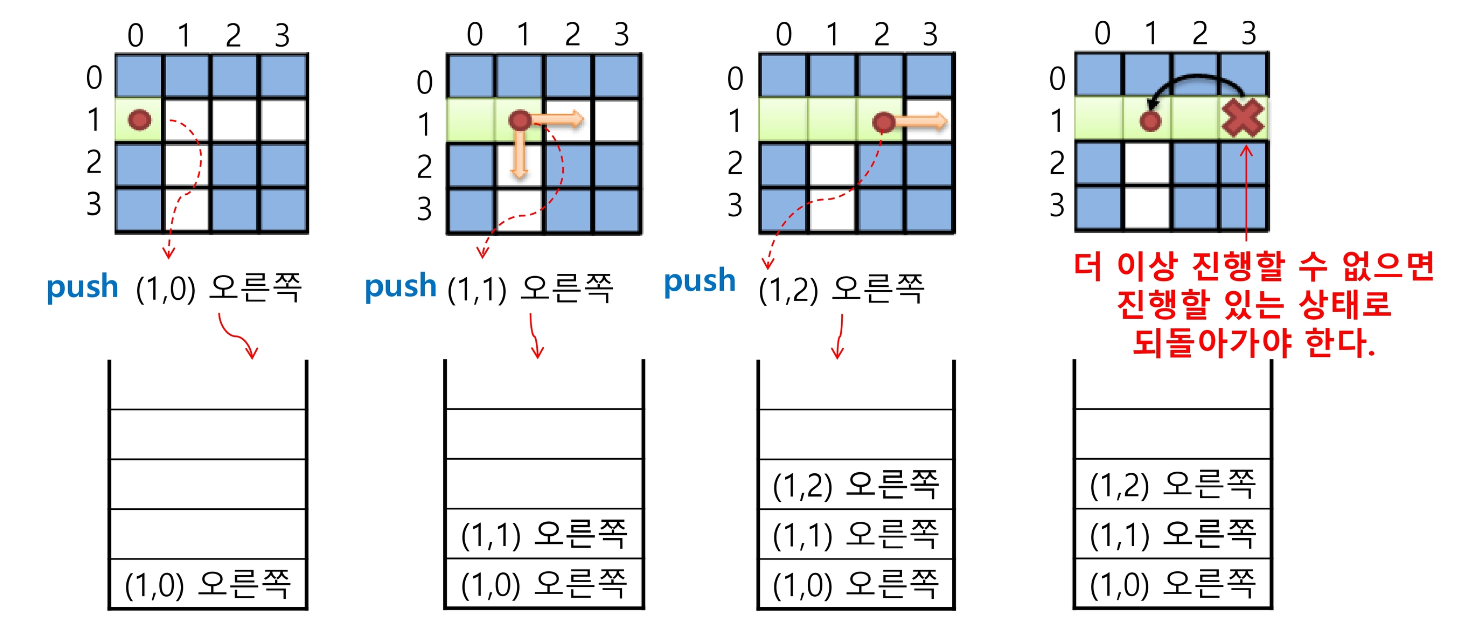 0 1 2 3
0
1
2
3
push (1,0) 오른쪽
(1,0) 오른쪽
0 1 2 3
0
1
2
3
push (1,1) 오른쪽
(1,1) 오른쪽
(1,0) 오른쪽
0 1 2 3
0
1
2
3
push (1,2) 오른쪽
(1,2) 오른쪽
(1,1) 오른쪽
(1,0) 오른쪽
0 1 2 3
0
1
2
3
더 이상 진행할 수 없으면
진행할 있는 상태로
되돌아가야 한다.
(1,2) 오른쪽
(1,1) 오른쪽
(1,0) 오른쪽